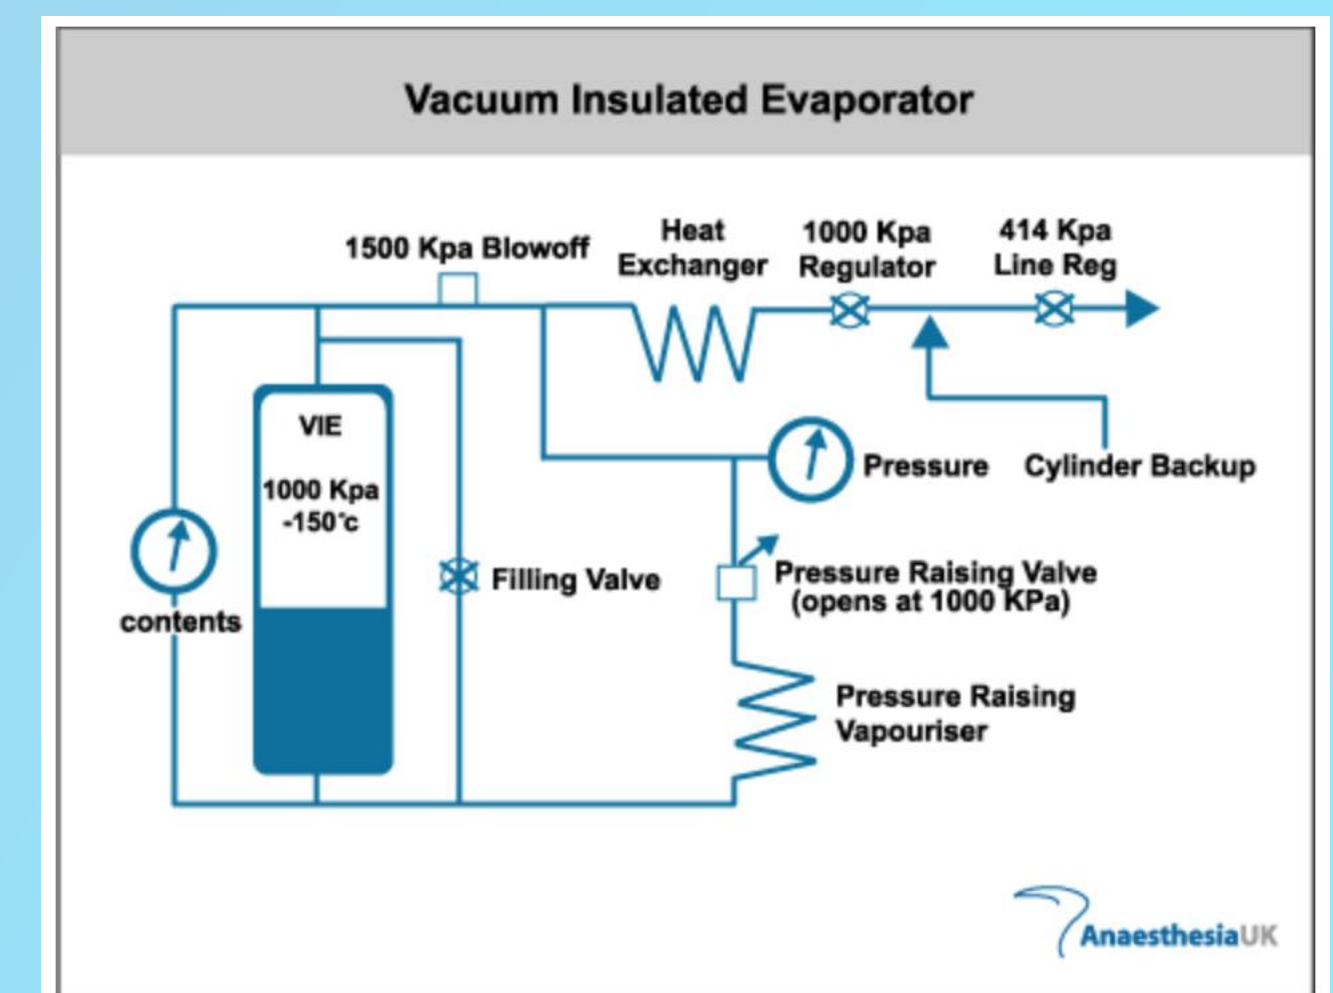 Vacuum Insulated Evaporator
1500 Kpa Blowoff
Heat
Exchanger
1000 Kpa
Regulator
414 Kpa
Line Reg
VIE
1000 Kpa
-150°c
Pressure
Cylinder Backup
contents
Filling Valve
Pressure Raising Valve
(opens at 1000 KPa)
Pressure Raising
Vapouriser
AnaesthesiaUK